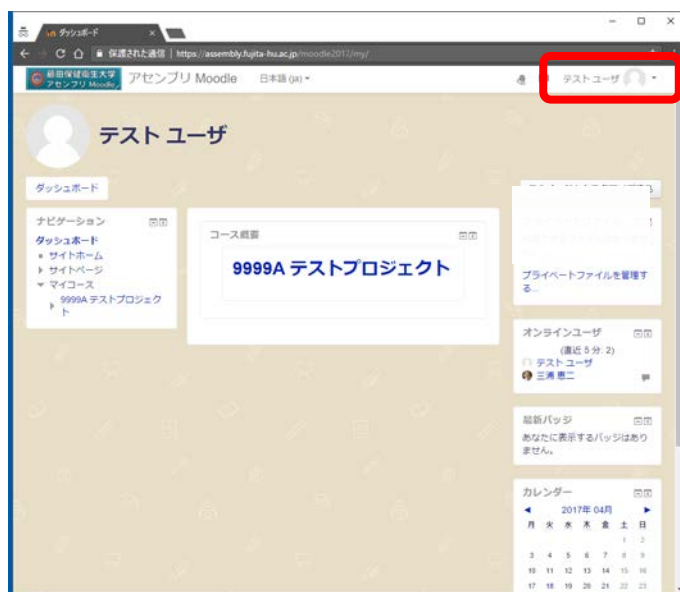 ダッシュボード
保護された通信 | https://assembly.fujita-hu.ac.jp/moodle2017/my/
藤田保健衛生大学
アセンブリ Moodle
アセンブリ Moodle
日本語 (ja)
テスト ユーザ
テスト ユーザ
ダッシュボード
ナビゲーション
ダッシュボード
サイトホーム
サイトページ
マイコース
9999A テストプロジェク
ト
コース概要
9999A テストプロジェクト
プライベートファイルを管理す
る...
オンラインユーザ
(直近 5 分: 2)
テスト ユーザ
三浦 恵二
最新バッジ
あなたに表示するバッジはあり
ません。
カレンダー
◀ 2017年 04月 ▶
月 火 水 木 金 土 日
1 2
3 4 5 6 7 8 9
10 11 12 13 14 15 16
17 18 19 20 21 22 23